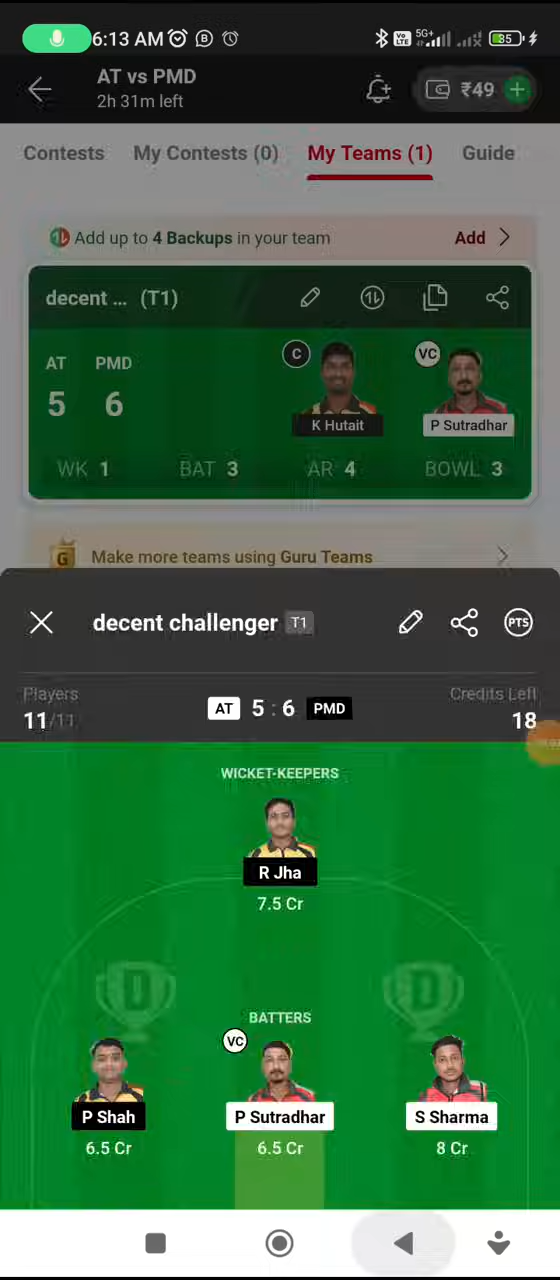 6:13 AM
B
Vo LTE
5G+
35
AT vs PMD
2h 31m left
₹49
Contests
My Contests (0)
My Teams (1)
Guide
Add up to 4 Backups in your team
Add
decent ... (T1)
AT
PMD
C
VC
5
6
K Hutait
P Sutradhar
WK 1
BAT 3
AR 4
BOWL 3
G
Make more teams using Guru Teams
decent challenger T1
PTS
Players
Credits Left
11/11
AT 5 : 6 PMD
18
WICKET-KEEPERS
R Jha
7.5 Cr
D
D
BATTERS
VC
P Shah
P Sutradhar
S Sharma
6.5 Cr
6.5 Cr
8 Cr